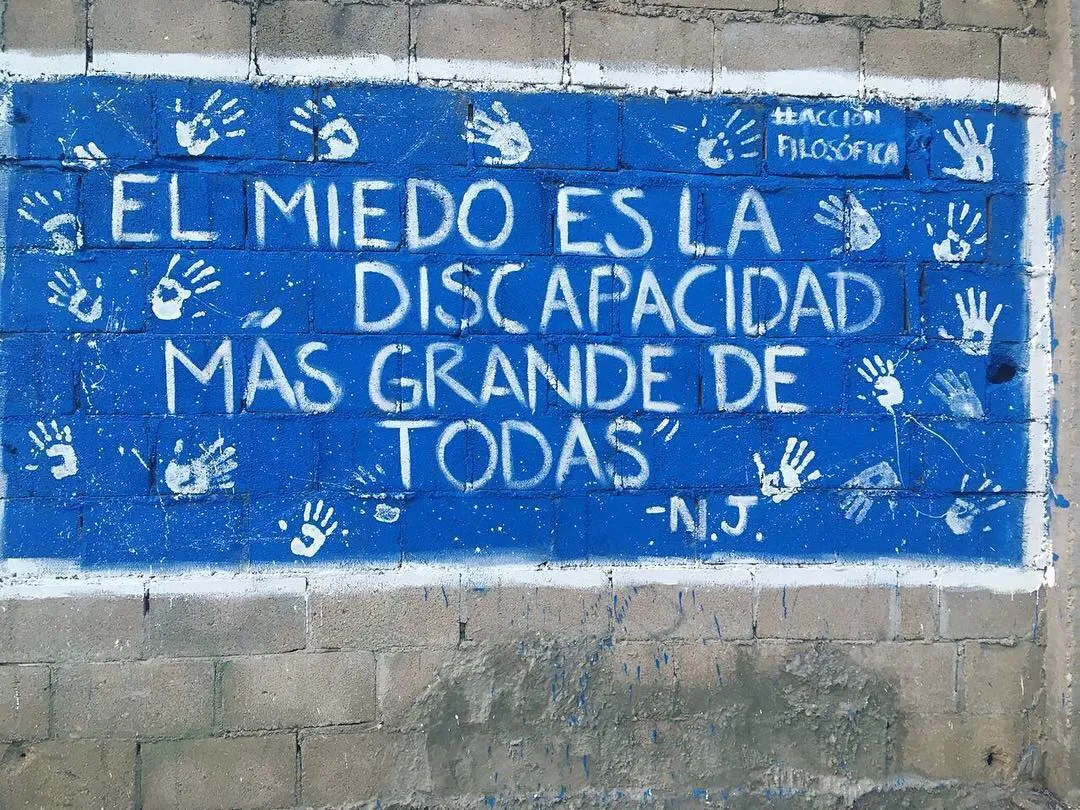 #ACCIÓN
FILOSÓFICA
EL MIEDO ES LA
DISCAPACIDAD
MÁS GRANDE DE
TODAS"
-N.J.